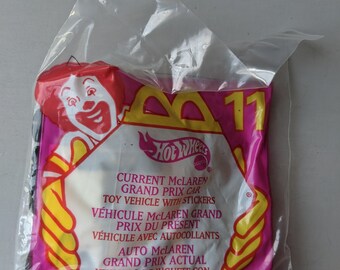 11
HOT WHEELS
CURRENT McLAREN
GRAND PRIX CAR
TOY VEHICLE WITH STICKERS
VÉHICULE McLAREN GRAND
PRIX DU PRÉSENT
VÉHICULE AVEC AUTOCOLLANTS
AUTO McLAREN
GRAND PRIX ACTUAL